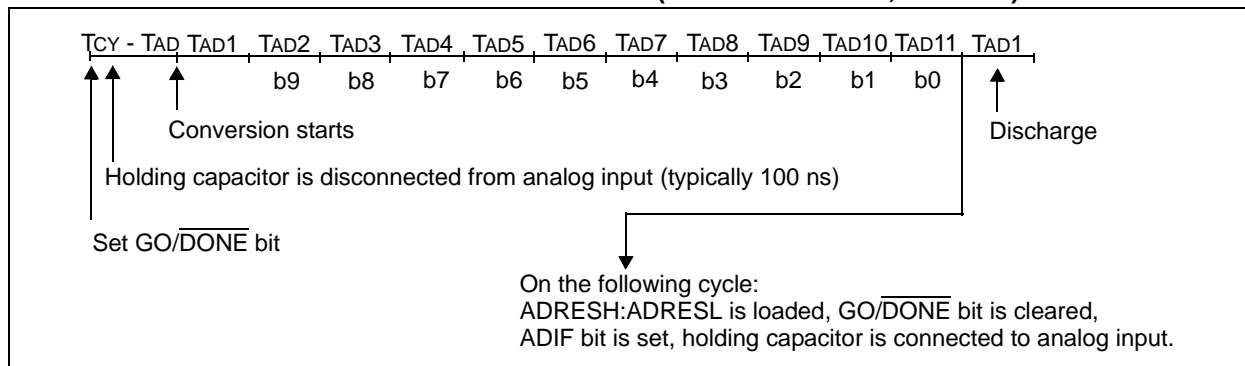 TCY - TAD TAD1 TAD2 TAD3 TAD4 TAD5 TAD6 TAD7 TAD8 TAD9 TAD10 TAD11 TAD1
b9 b8 b7 b6 b5 b4 b3 b2 b1 b0
Conversion starts
Discharge
Holding capacitor is disconnected from analog input (typically 100 ns)
Set GO/DONE bit
On the following cycle:
ADRESH:ADRESL is loaded, GO/DONE bit is cleared,
ADIF bit is set, holding capacitor is connected to analog input.